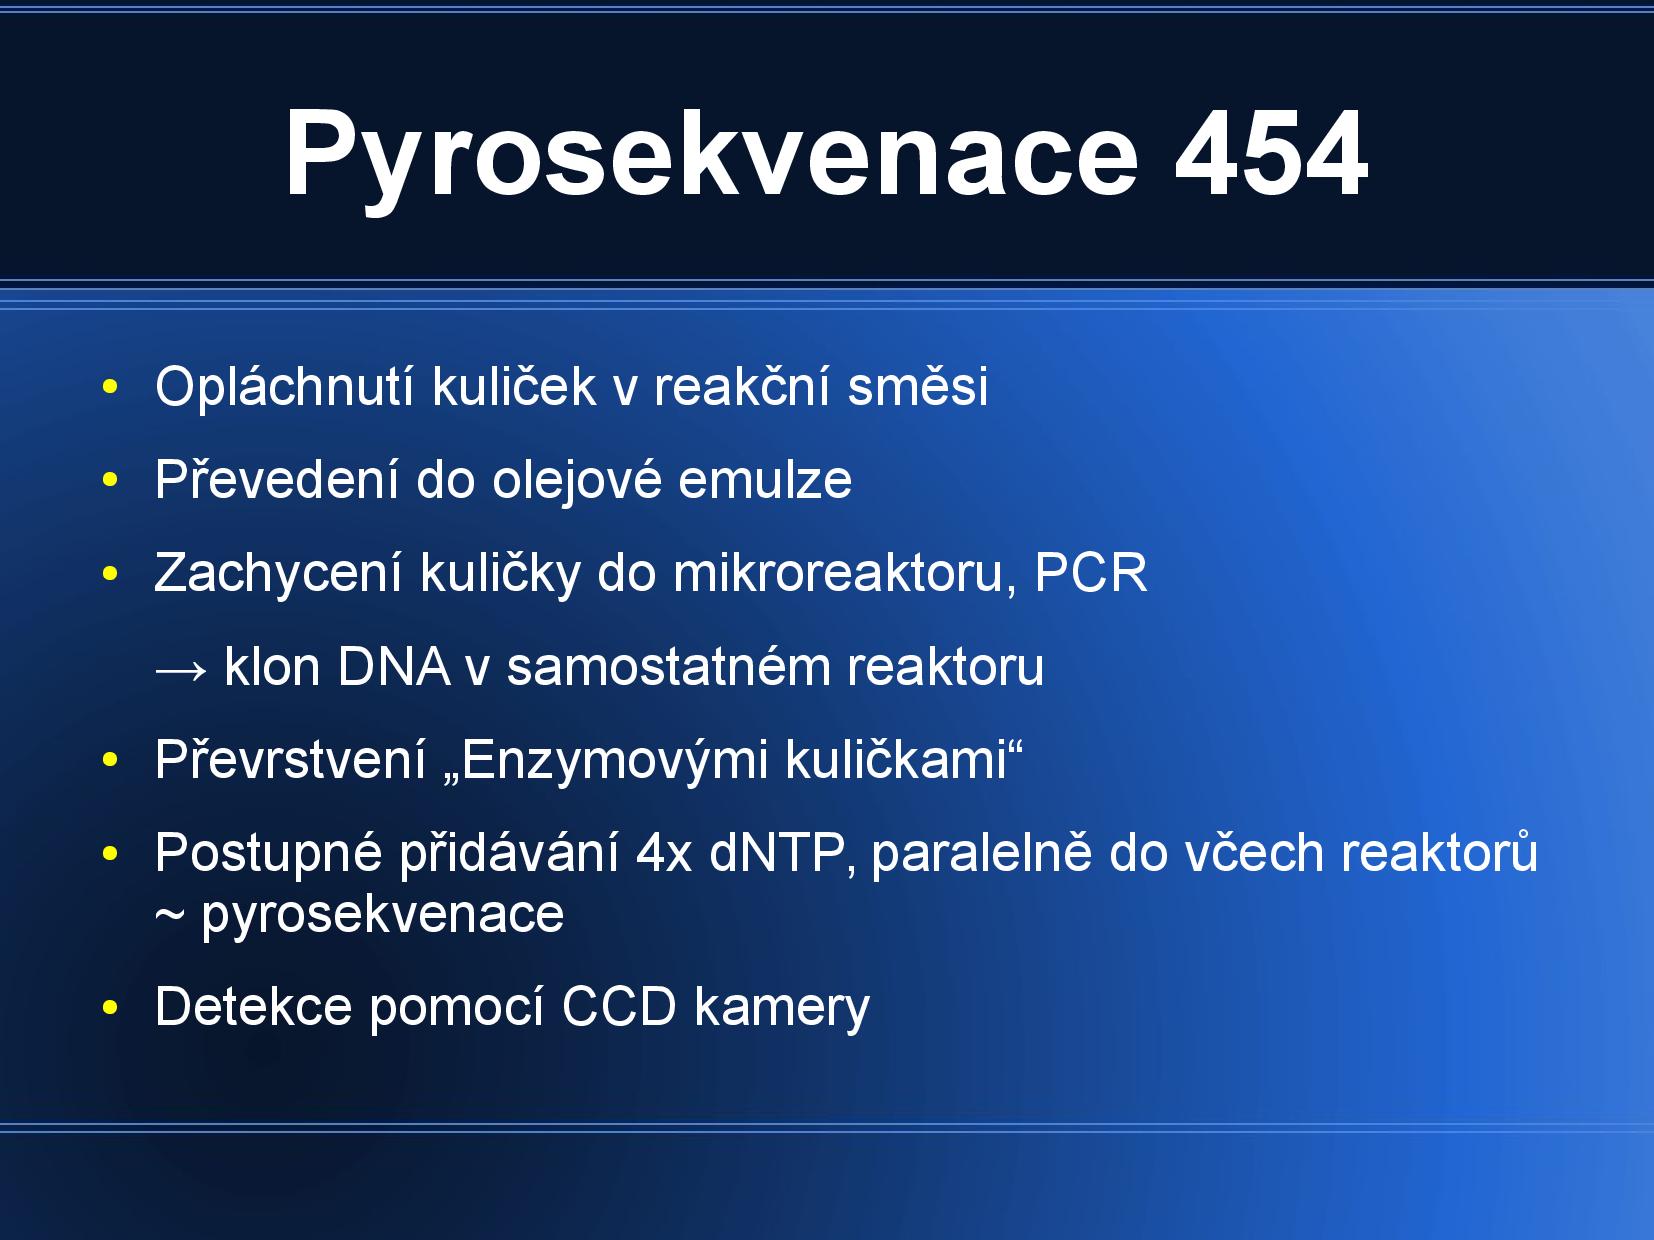 Pyrosekvenace 454
• Opláchnutí kuliček v reakční směsi
• Převedení do olejové emulze
• Zachycení kuličky do mikroreaktoru, PCR
→ klon DNA v samostatném reaktoru
• Převrstvení „Enzymovými kuličkami“
• Postupné přidávání 4x dNTP, paralelně do včech reaktorů
~ pyrosekvenace
• Detekce pomocí CCD kamery